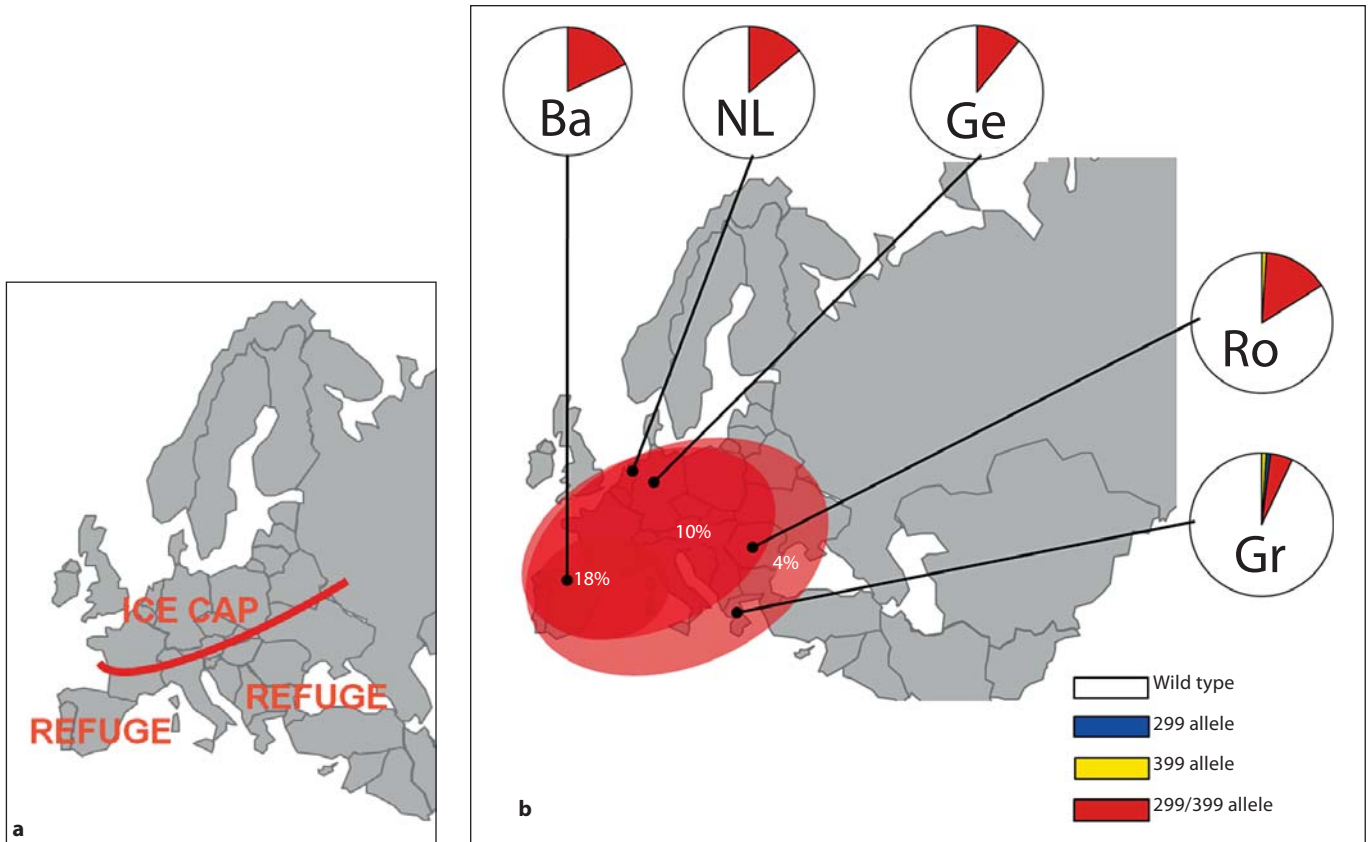 ICE CAP
REFUGE
REFUGE
a
Ba
NL
Ge
Ro
Gr
10%
4%
18%
Wild type
299 allele
399 allele
299/399 allele
b